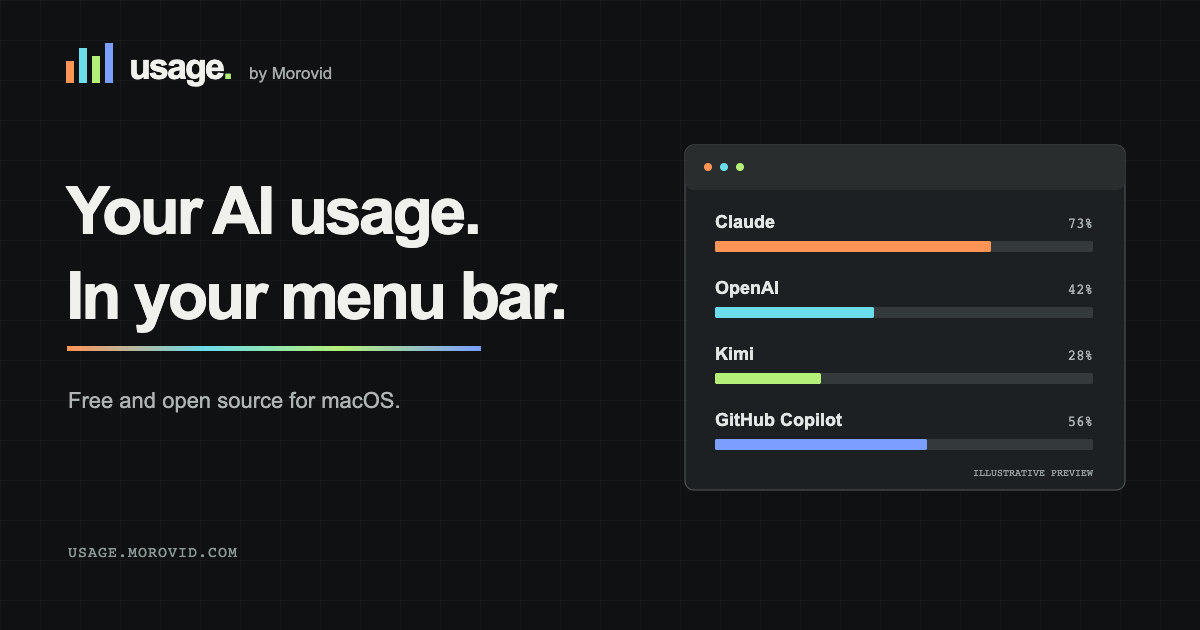 usage. by Morovid
Your AI usage.
In your menu bar.
Free and open source for macOS.
USAGE.MOROVID.COM
Claude 73%
OpenAI 42%
Kimi 28%
GitHub Copilot 56%
ILLUSTRATIVE PREVIEW